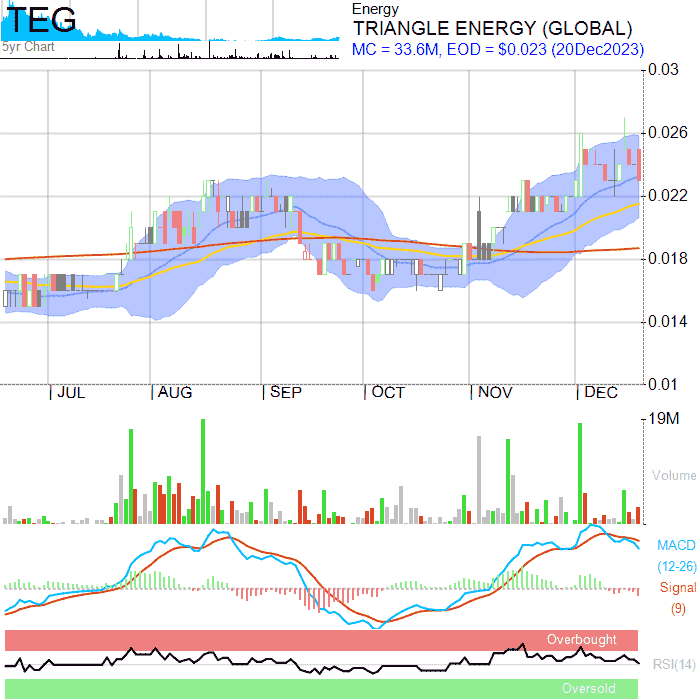 TEG
5yr Chart
Energy
TRIANGLE ENERGY (GLOBAL)
MC = 33.6M, EOD = $0.023 (20Dec2023)
0.03
0.026
0.022
0.018
0.014
0.01
JUL
AUG
SEP
OCT
NOV
DEC
19M
Volume
MACD
(12-26)
Signal
(9)
Overbought
RSI(14)
Oversold